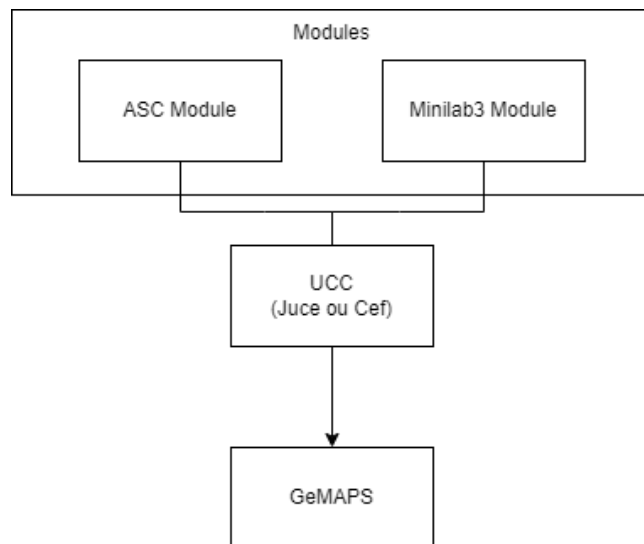 Modules
ASC Module
Minilab3 Module
UCC
(Juce ou Cef)
GeMAPS